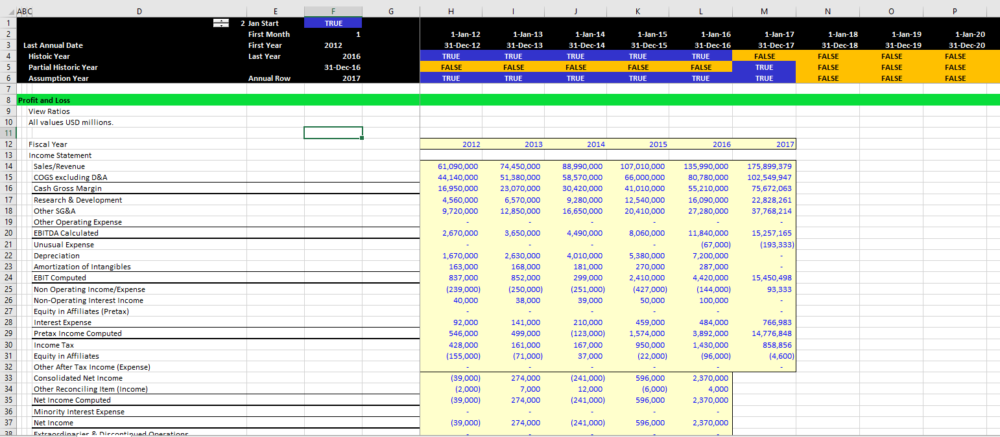 ABC D E F G H I J K L M N O P
1 2 Jan Start TRUE
2 First Month 1 1-Jan-12 1-Jan-13 1-Jan-14 1-Jan-15 1-Jan-16 1-Jan-17 1-Jan-18 1-Jan-19 1-Jan-20
3 Last Annual Date First Year 2012 31-Dec-12 31-Dec-13 31-Dec-14 31-Dec-15 31-Dec-16 31-Dec-17 31-Dec-18 31-Dec-19 31-Dec-20
4 Histoic Year Last Year 2016 TRUE TRUE TRUE TRUE TRUE FALSE FALSE FALSE FALSE
5 Partial Historic Year 31-Dec-16 FALSE FALSE FALSE FALSE FALSE TRUE FALSE FALSE FALSE
6 Assumption Year Annual Row 2017 TRUE TRUE TRUE TRUE TRUE TRUE FALSE FALSE FALSE
7
8 Profit and Loss
9 View Ratios
10 All values USD millions.
11
12 Fiscal Year 2012 2013 2014 2015 2016 2017
13 Income Statement
14 Sales/Revenue 61,090,000 74,450,000 88,990,000 107,010,000 135,990,000 175,899,379
15 COGS excluding D&A 44,140,000 51,380,000 58,570,000 66,000,000 80,780,000 102,549,947
16 Cash Gross Margin 16,950,000 23,070,000 30,420,000 41,010,000 55,210,000 75,672,063
17 Research & Development 4,560,000 6,570,000 9,280,000 12,540,000 16,090,000 22,828,261
18 Other SG&A 9,720,000 12,850,000 16,650,000 20,410,000 27,280,000 37,768,214
19 Other Operating Expense - - - - - -
20 EBITDA Calculated 2,670,000 3,650,000 4,490,000 8,060,000 11,840,000 15,257,165
21 Unusual Expense - - - - (67,000) (193,333)
22 Depreciation 1,670,000 2,630,000 4,010,000 5,380,000 7,200,000 -
23 Amortization of Intangibles 163,000 168,000 181,000 270,000 287,000 -
24 EBIT Computed 837,000 852,000 299,000 2,410,000 4,420,000 15,450,498
25 Non Operating Income/Expense (239,000) (250,000) (251,000) (427,000) (144,000) 93,333
26 Non-Operating Interest Income 40,000 38,000 39,000 50,000 100,000 -
27 Equity in Affiliates (Pretax) - - - - - -
28 Interest Expense 92,000 141,000 210,000 459,000 484,000 766,983
29 Pretax Income Computed 546,000 499,000 (123,000) 1,574,000 3,892,000 14,776,848
30 Income Tax 428,000 161,000 167,000 950,000 1,430,000 858,856
31 Equity in Affiliates (155,000) (71,000) 37,000 (22,000) (96,000) (4,600)
32 Other After Tax Income (Expense) - - - - - -
33 Consolidated Net Income (39,000) 274,000 (241,000) 596,000 2,370,000
34 Other Reconciling Item (Income) (2,000) 7,000 12,000 (6,000) 4,000
35 Net Income Computed (39,000) 274,000 (241,000) 596,000 2,370,000
36 Minority Interest Expense - - - - -
37 Net Income (39,000) 274,000 (241,000) 596,000 2,370,000
38 Extraordinaries & Discontinued Operations - - - - -